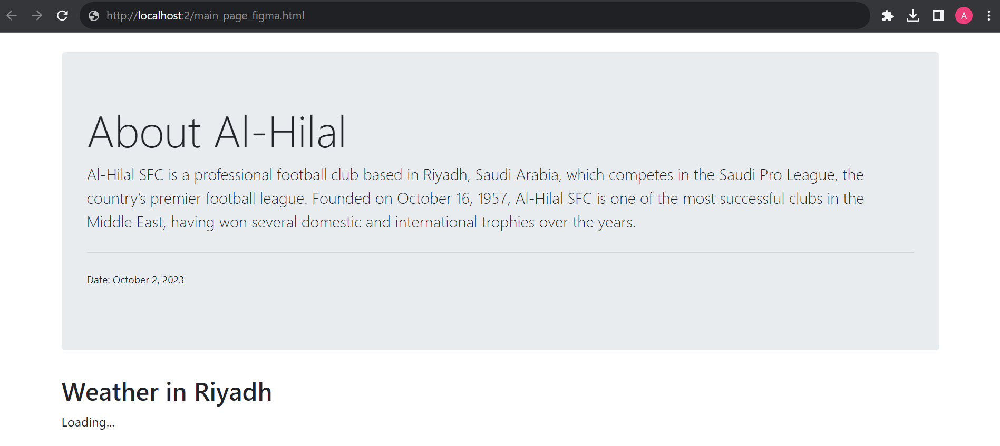 http://localhost:2/main_page_figma.html
A
About Al-Hilal
Al-Hilal SFC is a professional football club based in Riyadh, Saudi Arabia, which competes in the Saudi Pro League, the
country’s premier football league. Founded on October 16, 1957, Al-Hilal SFC is one of the most successful clubs in the
Middle East, having won several domestic and international trophies over the years.
Date: October 2, 2023
Weather in Riyadh
Loading...